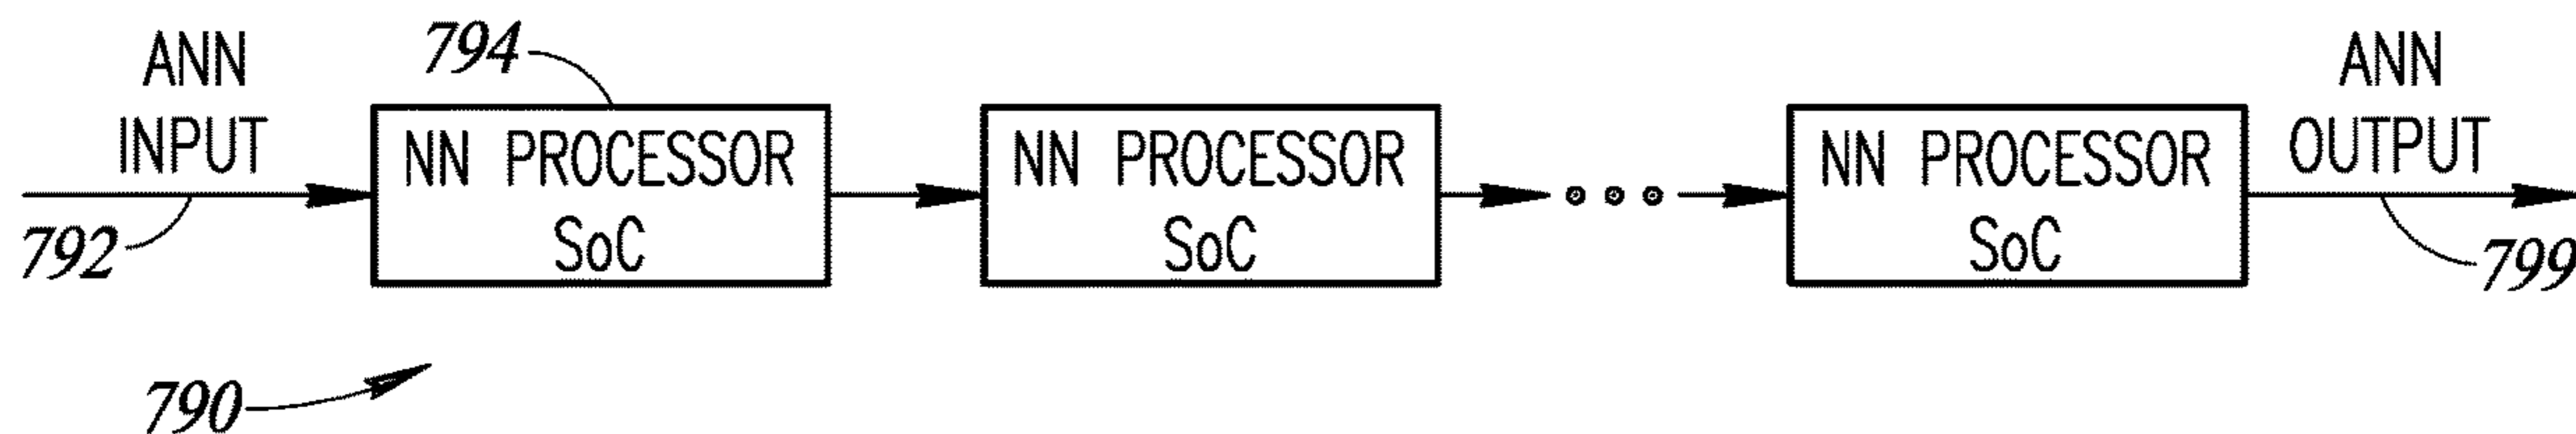 794
ANN
INPUT
792
NN PROCESSOR
SoC
NN PROCESSOR
SoC
NN PROCESSOR
SoC
ANN
OUTPUT
799
790